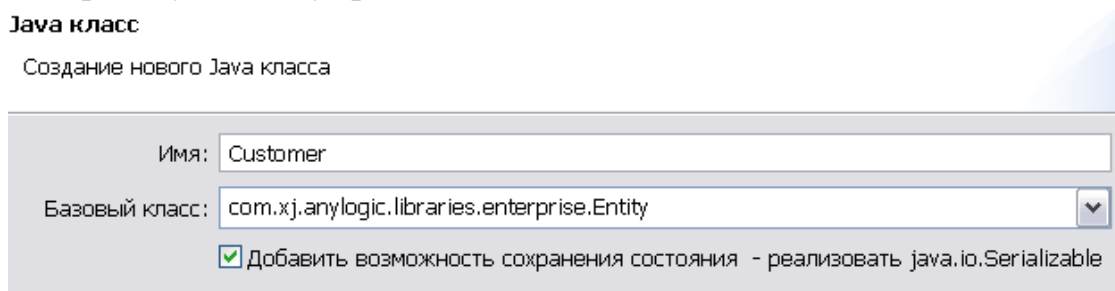 Java класс
Создание нового Java класса
Имя: Customer
Базовый класс: com.xj.anylogic.libraries.enterprise.Entity
Добавить возможность сохранения состояния - реализовать java.io.Serializable